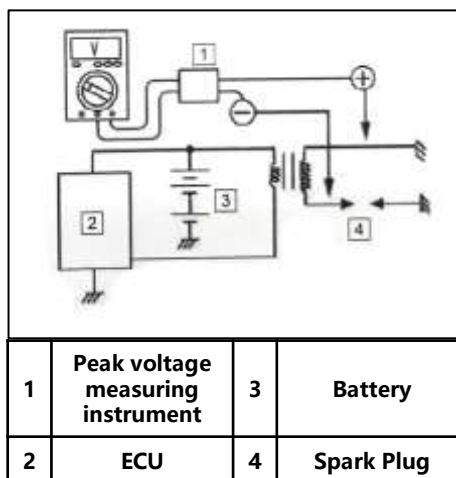 V
1
+
−
2
3
4
1 Peak voltage measuring instrument 3 Battery
2 ECU 4 Spark Plug